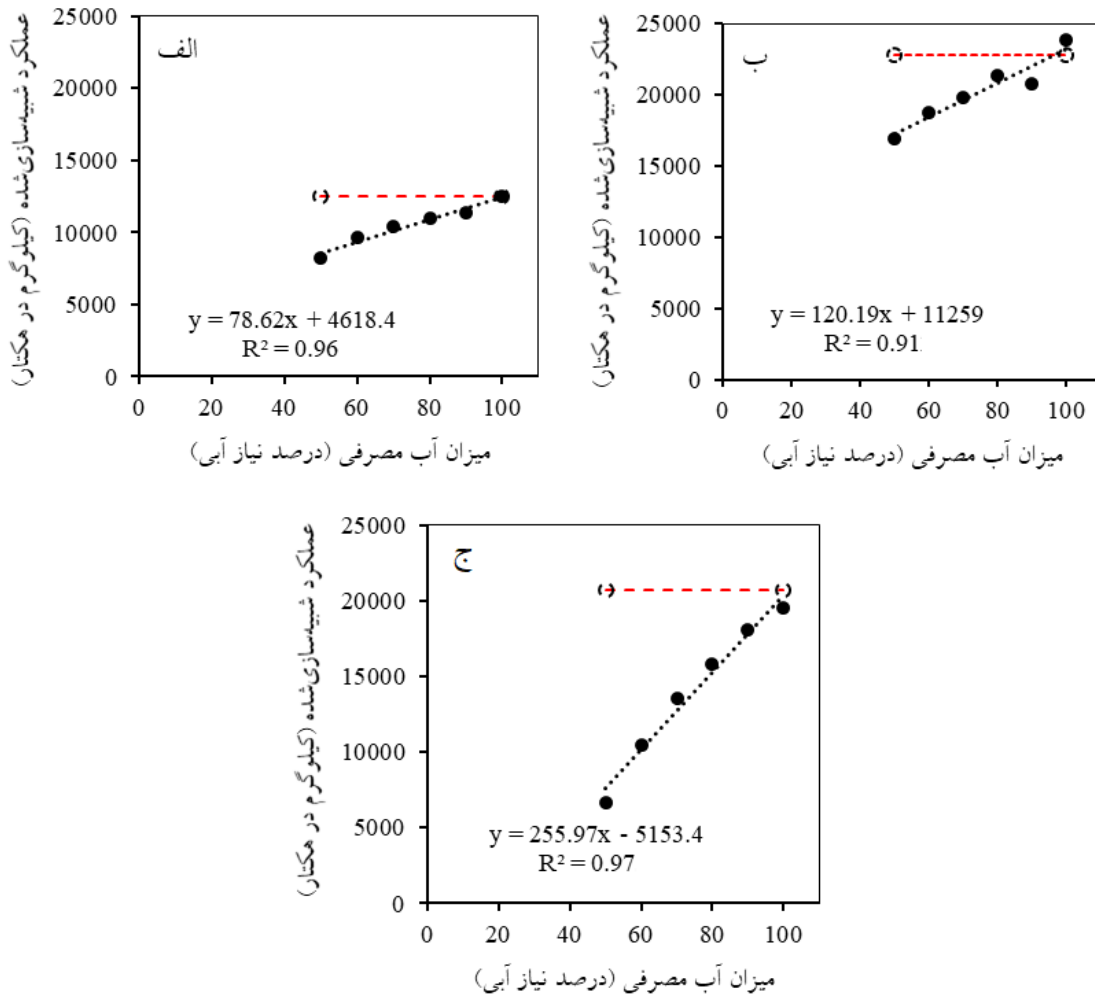 الف
عملکرد شبیه‌سازی‌شده (کیلوگرم در هکتار)
25000
20000
15000
10000
5000
0
y = 78.62x + 4618.4
R² = 0.96
0 20 40 60 80 100
میزان آب مصرفی (درصد نیاز آبی)
ب
عملکرد شبیه‌سازی‌شده (کیلوگرم در هکتار)
25000
20000
15000
10000
5000
0
y = 120.19x + 11259
R² = 0.91
0 20 40 60 80 100
میزان آب مصرفی (درصد نیاز آبی)
ج
عملکرد شبیه‌سازی‌شده (کیلوگرم در هکتار)
25000
20000
15000
10000
5000
0
y = 255.97x - 5153.4
R² = 0.97
0 20 40 60 80 100
میزان آب مصرفی (درصد نیاز آبی)